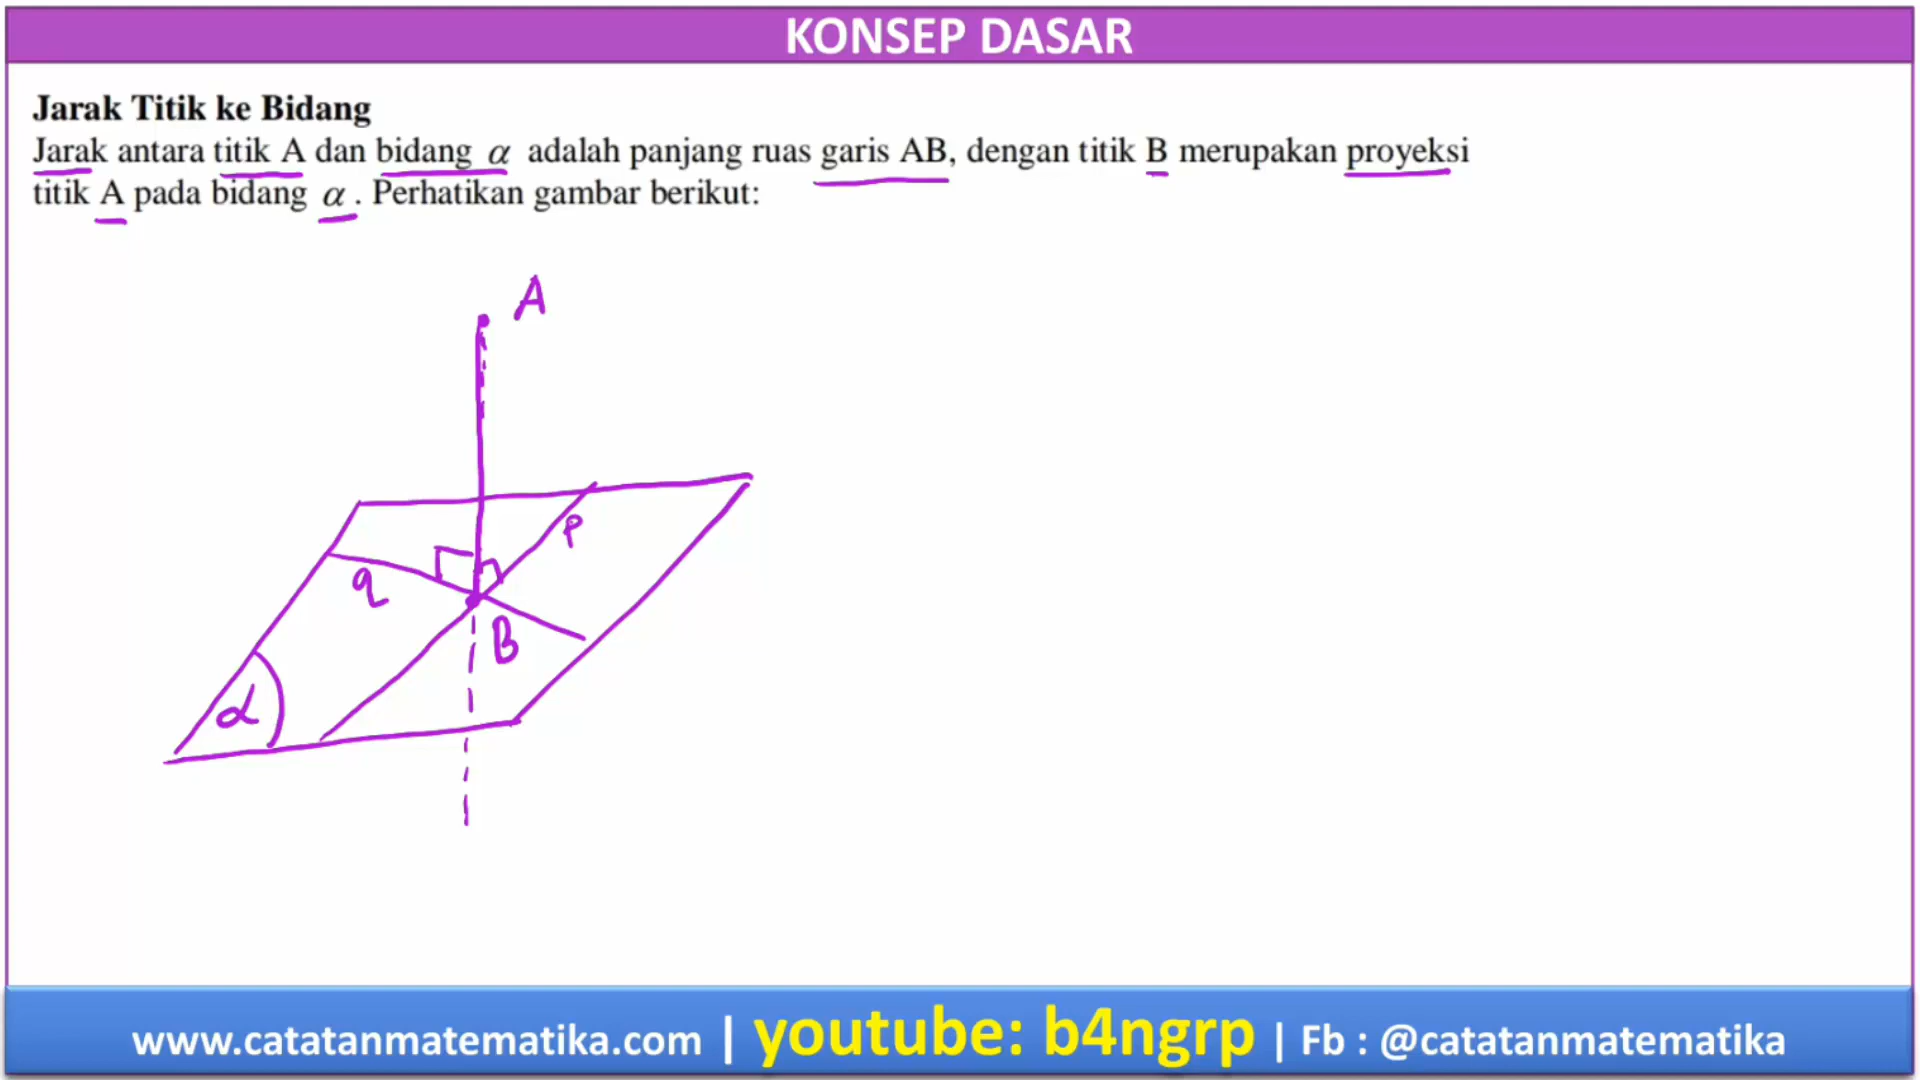 KONSEP DASAR
Jarak Titik ke Bidang
Jarak antara titik A dan bidang α adalah panjang ruas garis AB, dengan titik B merupakan proyeksi
titik A pada bidang α. Perhatikan gambar berikut:
A
p
q
B
α
www.catatanmatematika.com | youtube: b4ngrp | Fb : @catatanmatematika